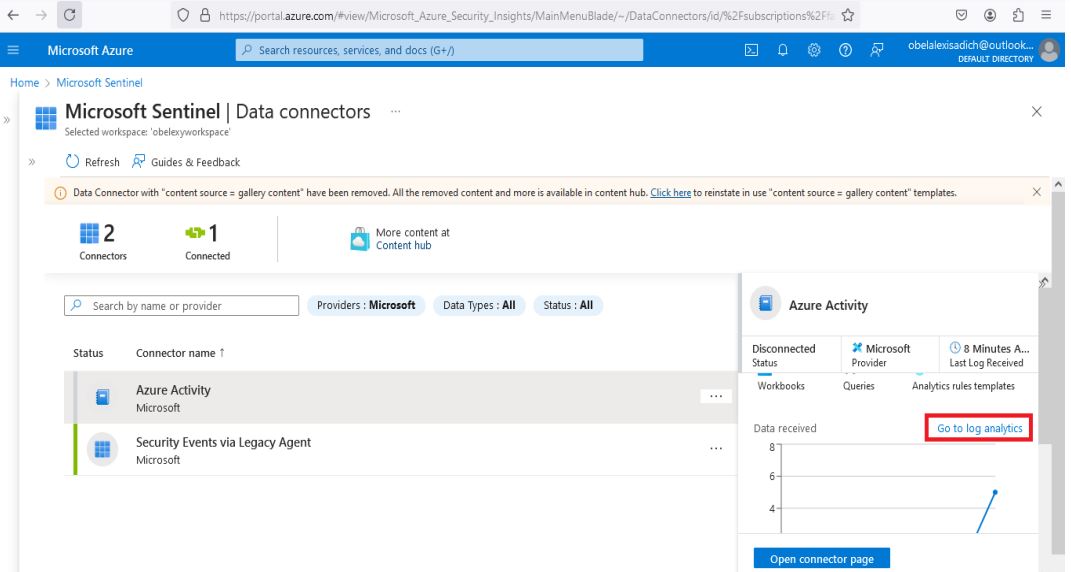 https://portal.azure.com/#view/Microsoft_Azure_Security_Insights/MainMenuBlade/~/DataConnectors/id/%2Fsubscriptions%2Ffa
Microsoft Azure
Search resources, services, and docs (G+/)
obelalexisadich@outlook...
DEFAULT DIRECTORY
Home > Microsoft Sentinel
Microsoft Sentinel | Data connectors ...
Selected workspace: 'obelexyworkspace'
Refresh Guides & Feedback
Data Connector with "content source = gallery content" have been removed. All the removed content and more is available in content hub. Click here to reinstate in use "content source = gallery content" templates.
2
Connectors
1
Connected
More content at
Content hub
Search by name or provider
Providers : Microsoft
Data Types : All
Status : All
Status Connector name ↑
Azure Activity
Microsoft
Security Events via Legacy Agent
Microsoft
Azure Activity
Disconnected
Status
Microsoft
Provider
8 Minutes A...
Last Log Received
Workbooks
Queries
Analytics rules templates
Data received
Go to log analytics
8
6
4
Open connector page